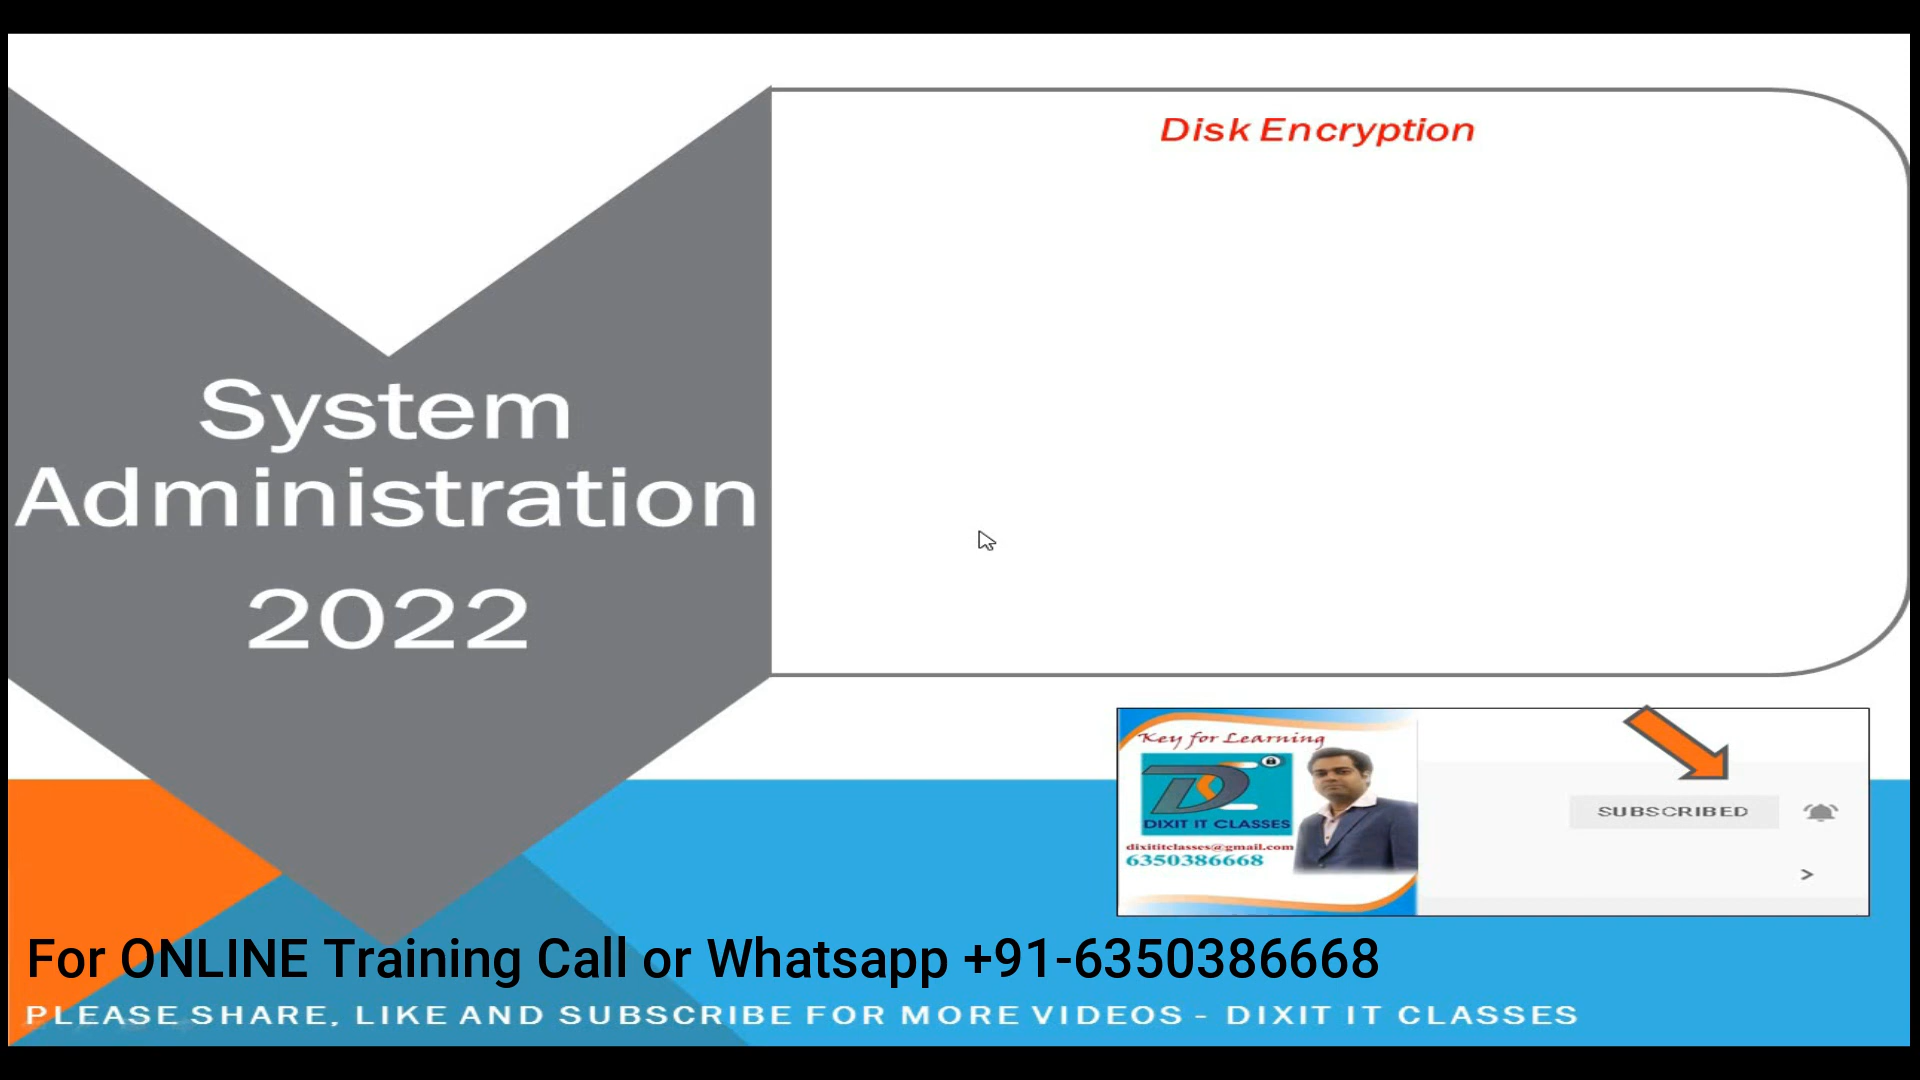 Disk Encryption
System
Administration
2022
Key for Learning
DIXIT IT CLASSES
dixititclasses@gmail.com
6350386668
SUBSCRIBED
For ONLINE Training Call or Whatsapp +91-6350386668
PLEASE SHARE, LIKE AND SUBSCRIBE FOR MORE VIDEOS - DIXIT IT CLASSES